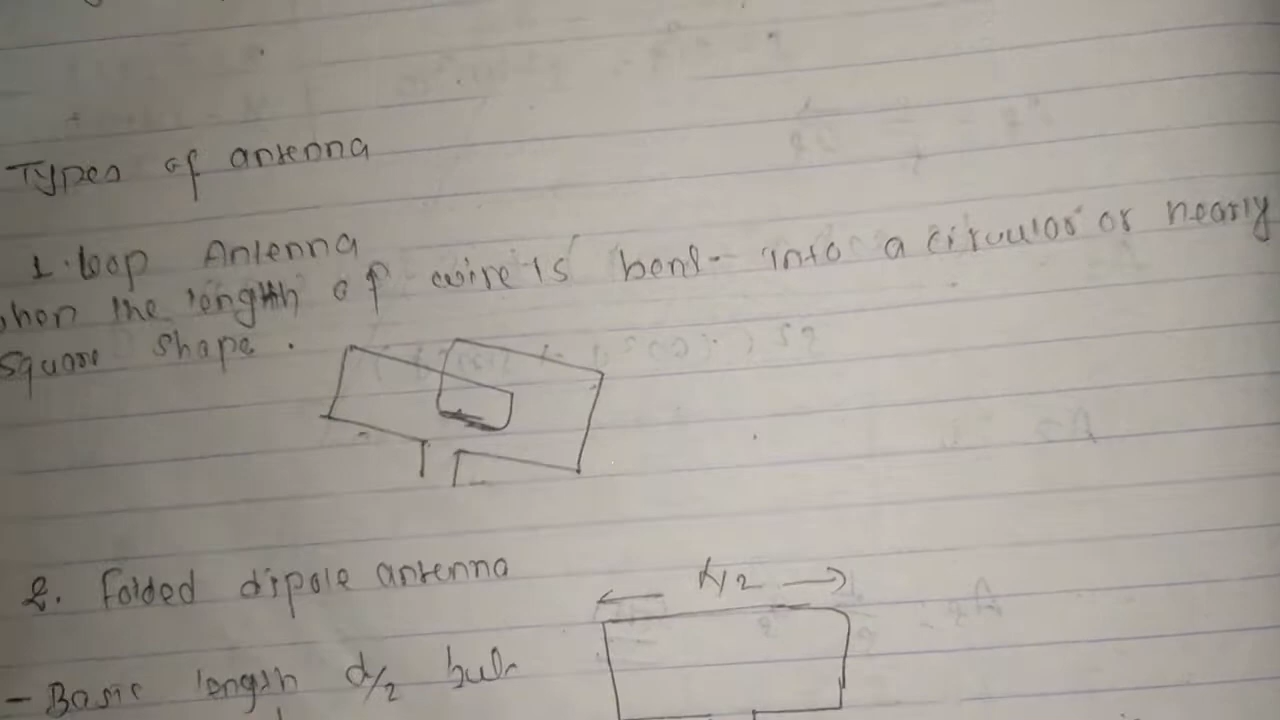 Types of antenna
1. loop Antenna
when the length of wire is bent into a circular or nearly
square shape.
2. Folded dipole antenna
λ/2
- Basic length λ/2 but